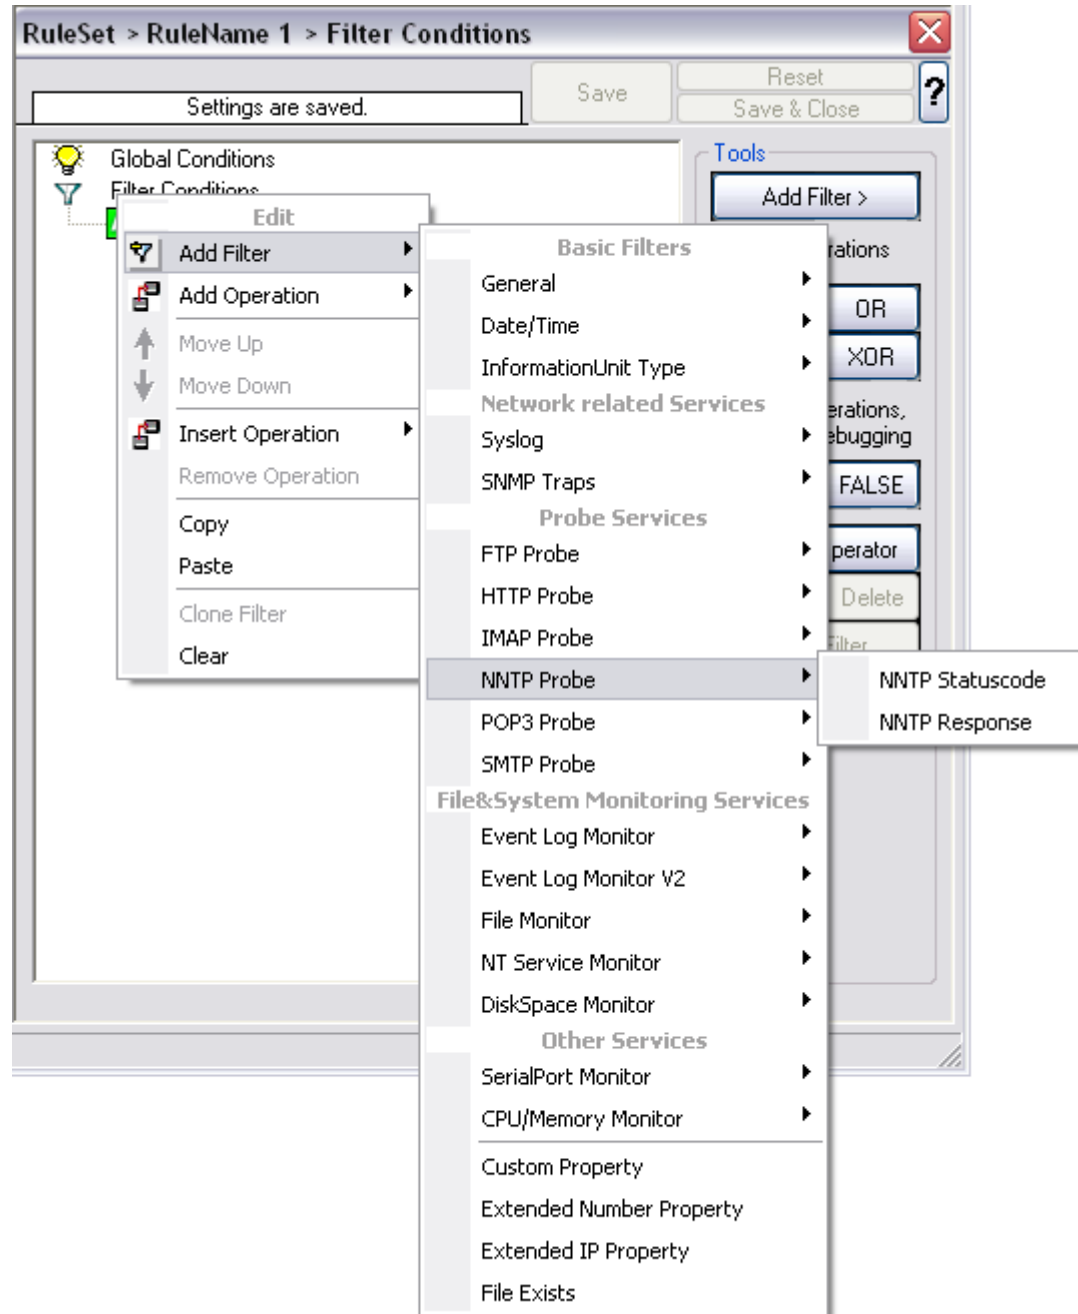 RuleSet > RuleName 1 > Filter Conditions
Settings are saved.
Save
Reset
Save & Close
?
Global Conditions
Filter Conditions
Tools
Add Filter >
OR
XOR
FALSE
Delete
Edit
Add Filter
Add Operation
Move Up
Move Down
Insert Operation
Remove Operation
Copy
Paste
Clone Filter
Clear
Basic Filters
General
Date/Time
InformationUnit Type
Network related Services
Syslog
SNMP Traps
Probe Services
FTP Probe
HTTP Probe
IMAP Probe
NNTP Probe
POP3 Probe
SMTP Probe
File&System Monitoring Services
Event Log Monitor
Event Log Monitor V2
File Monitor
NT Service Monitor
DiskSpace Monitor
Other Services
SerialPort Monitor
CPU/Memory Monitor
Custom Property
Extended Number Property
Extended IP Property
File Exists
NNTP Statuscode
NNTP Response